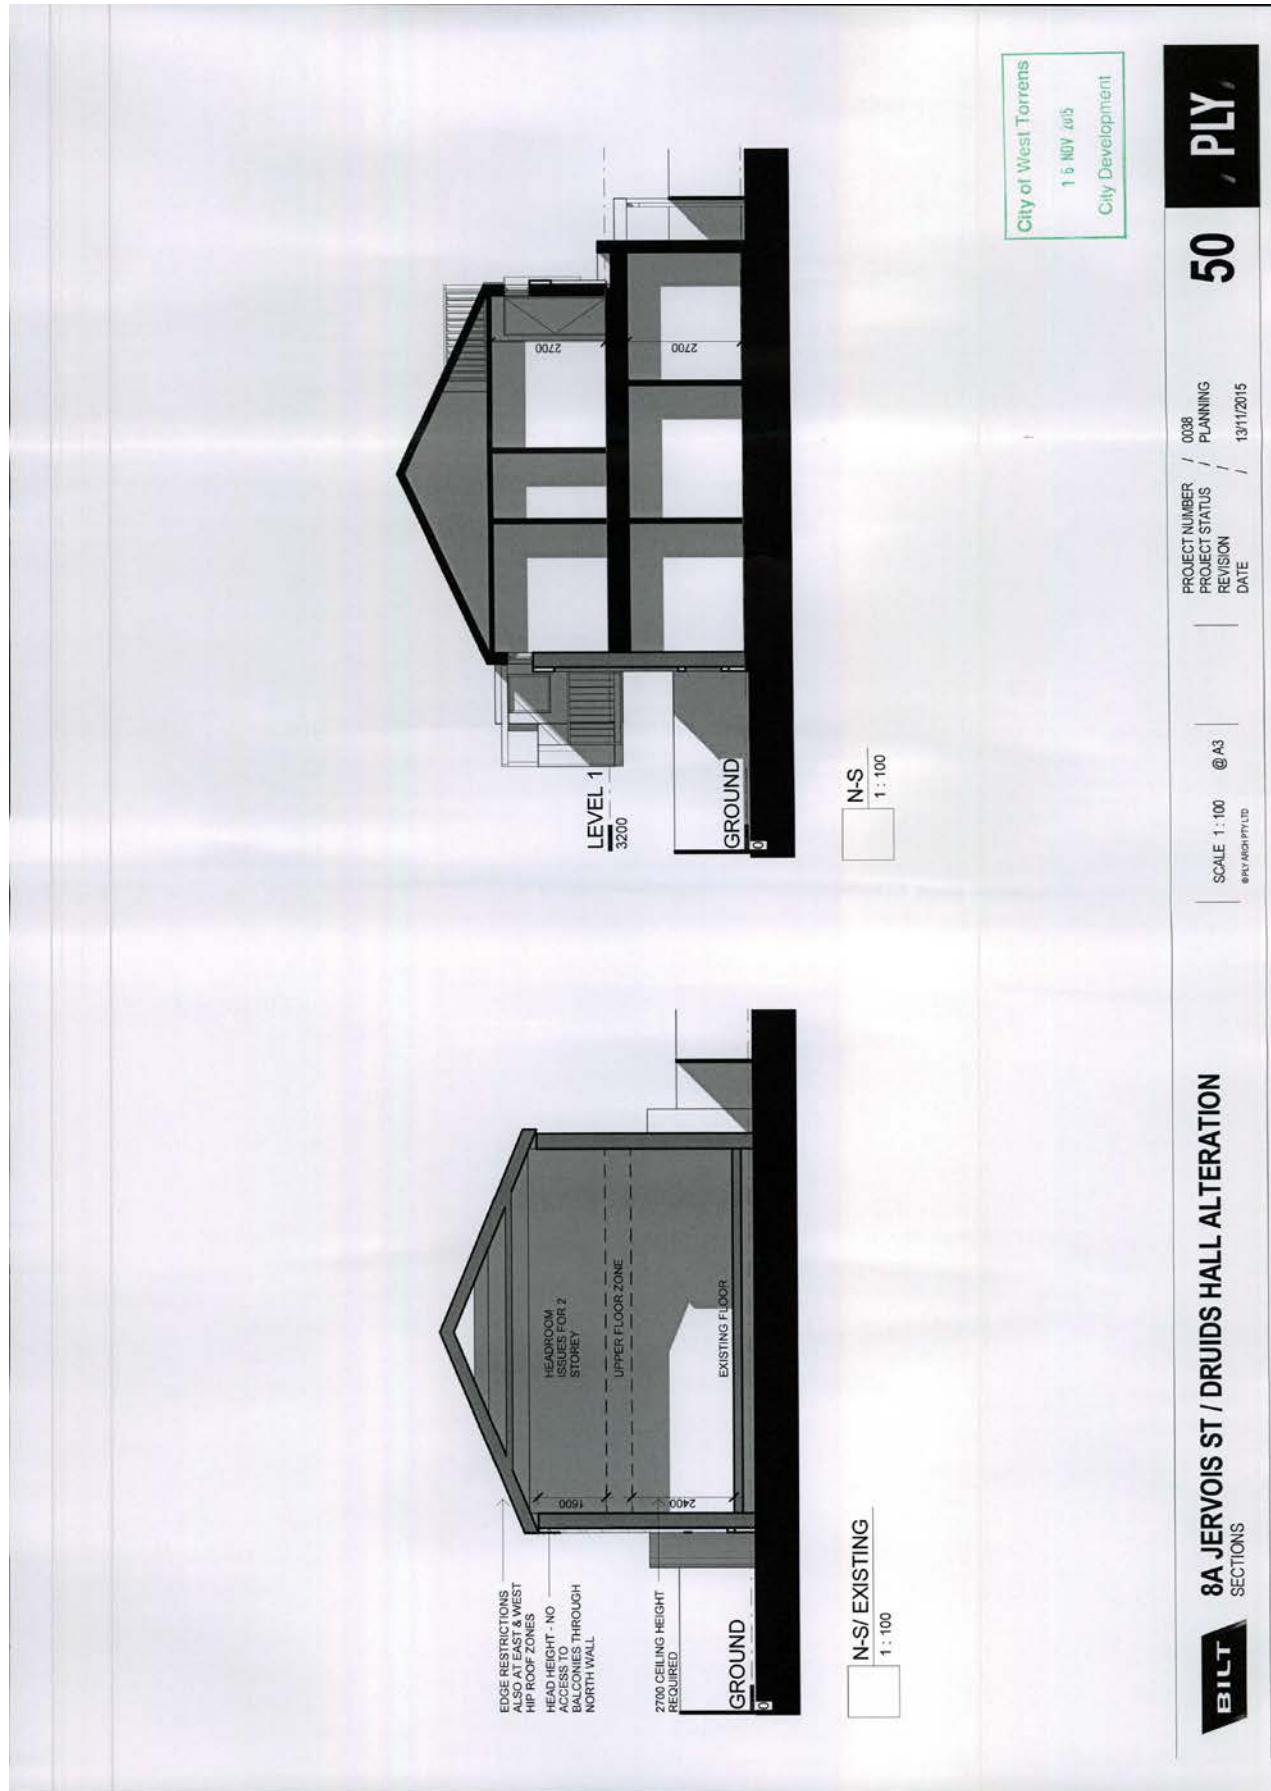 EDGE RESTRICTIONS
ALSO AT EAST & WEST
HIP ROOF ZONES
HEAD HEIGHT - NO
ACCESS TO
BALCONIES THROUGH
NORTH WALL
2700 CEILING HEIGHT
REQUIRED
GROUND
0
1600
2400
HEADROOM
ISSUES FOR 2
STOREY
UPPER FLOOR ZONE
EXISTING FLOOR
N-S/ EXISTING
1 : 100
LEVEL 1
3200
GROUND
0
2700
2700
N-S
1 : 100
City of West Torrens
16 NOV 2015
City Development
BILT
8A JERVOIS ST / DRUIDS HALL ALTERATION
SECTIONS
SCALE 1 : 100 @ A3
© PLY ARCH PTY LTD
PROJECT NUMBER / 0038
PROJECT STATUS / PLANNING
REVISION /
DATE / 13/11/2015
50
/ PLY /